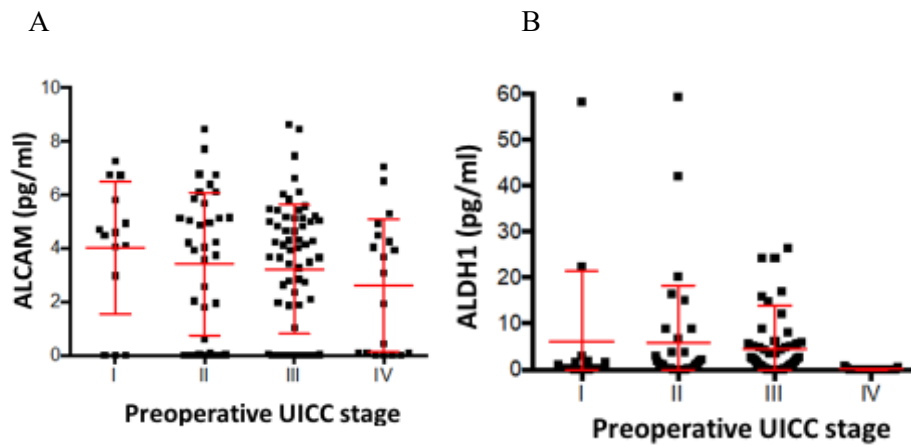 A
B
ALCAM (pg/ml)
10
8
6
4
2
0
I II III IV
Preoperative UICC stage
ALDH1 (pg/ml)
60
50
40
30
20
10
0
I II III IV
Preoperative UICC stage